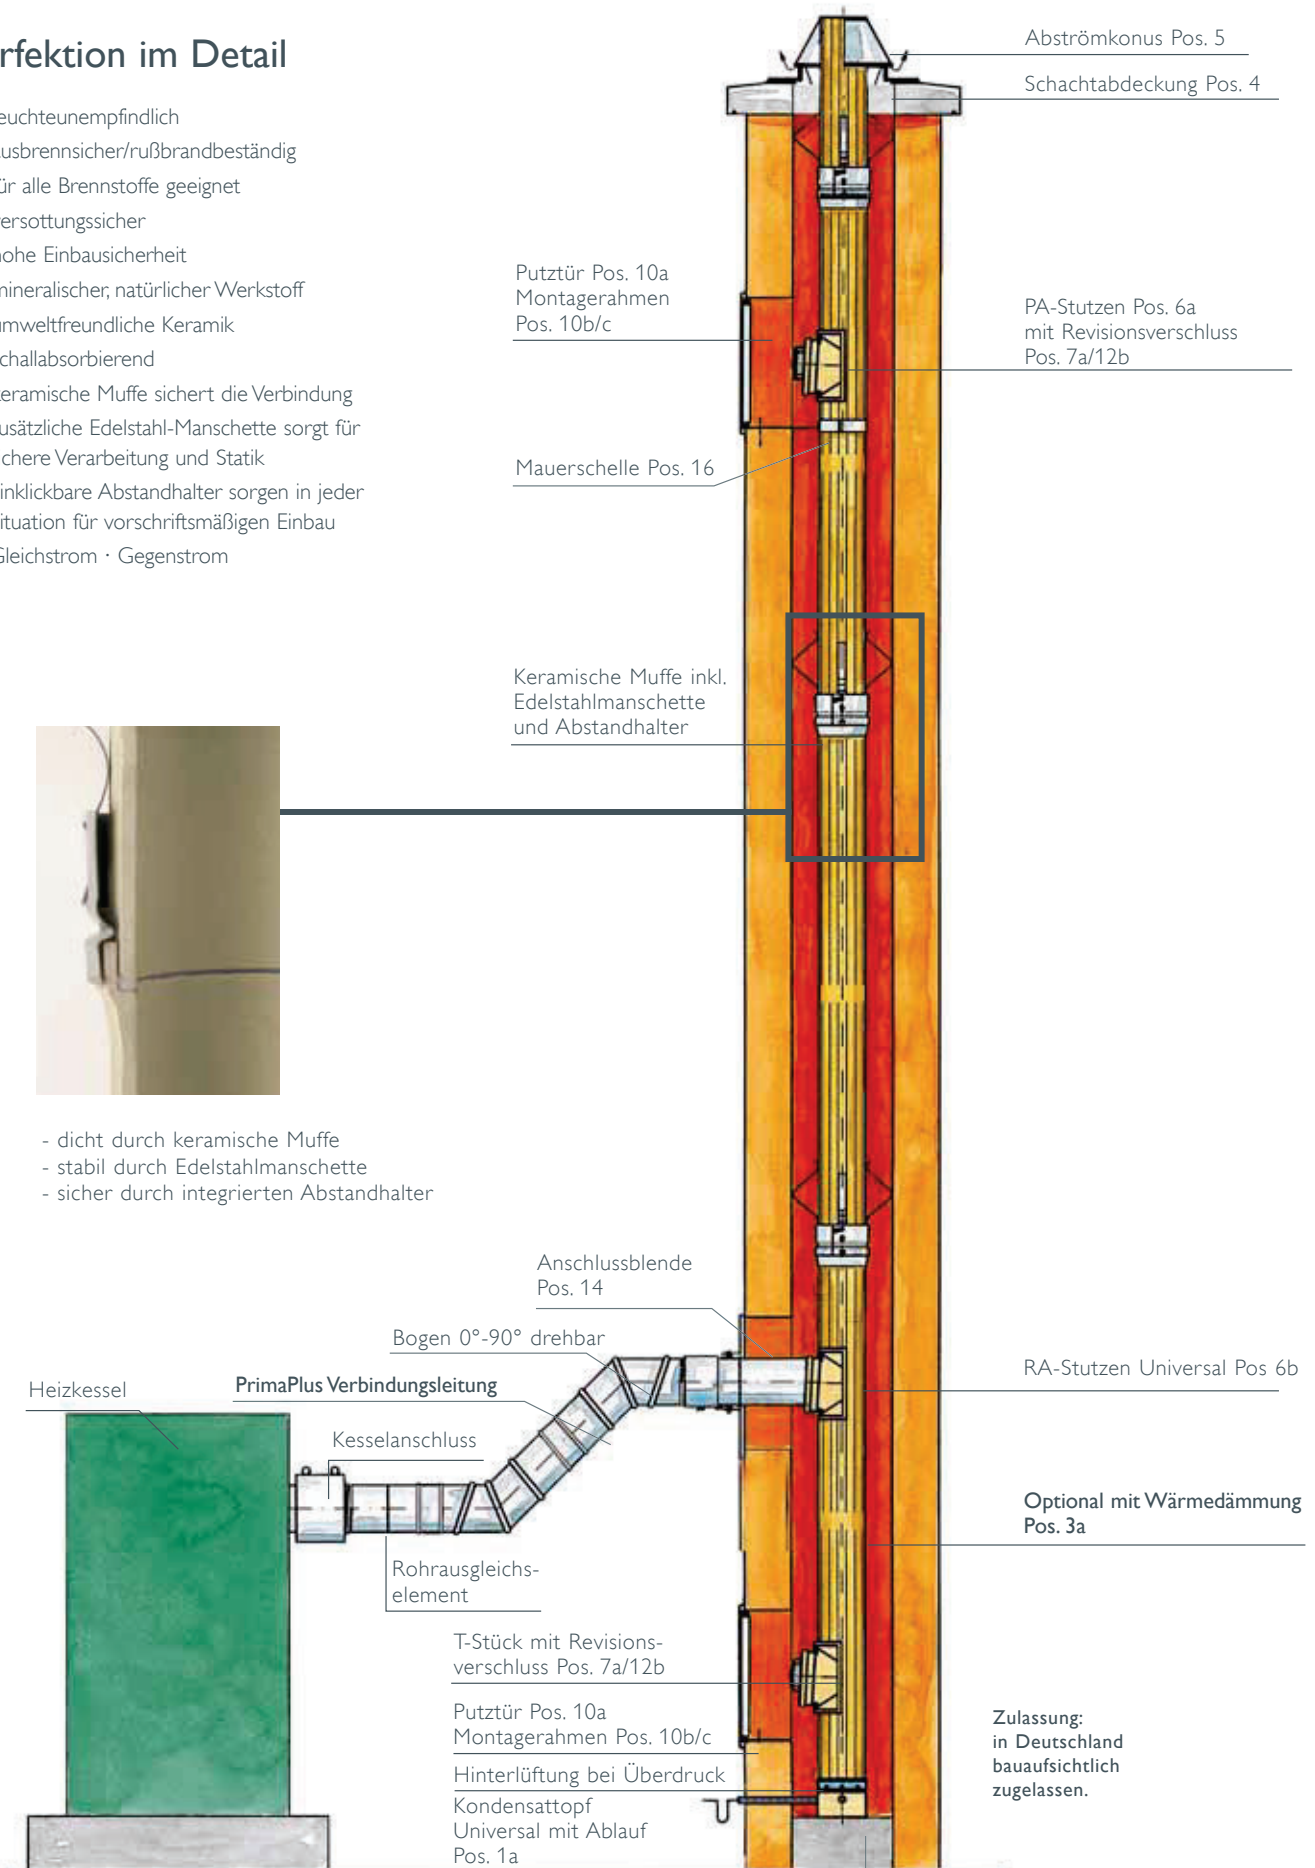 rfektion im Detail
euchteunempfindlich
usbrennsicher/rußbrandbeständig
ür alle Brennstoffe geeignet
ersottungssicher
ohe Einbausicherheit
mineralischer, natürlicher Werkstoff
umweltfreundliche Keramik
challabsorbierend
eramische Muffe sichert die Verbindung
usätzliche Edelstahl-Manschette sorgt für
ichere Verarbeitung und Statik
inklickbare Abstandhalter sorgen in jeder
ituation für vorschriftsmäßigen Einbau
Gleichstrom · Gegenstrom
Abströmkonus Pos. 5
Schachtabdeckung Pos. 4
Putztür Pos. 10a
Montagerahmen
Pos. 10b/c
PA-Stutzen Pos. 6a
mit Revisionsverschluss
Pos. 7a/12b
Mauerschelle Pos. 16
Keramische Muffe inkl.
Edelstahlmanschette
und Abstandhalter
- dicht durch keramische Muffe
- stabil durch Edelstahlmanschette
- sicher durch integrierten Abstandhalter
Anschlussblende
Pos. 14
Bogen 0°-90° drehbar
Heizkessel
PrimaPlus Verbindungsleitung
Kesselanschluss
RA-Stutzen Universal Pos 6b
Optional mit Wärmedämmung
Pos. 3a
Rohrausgleichs-
element
T-Stück mit Revisions-
verschluss Pos. 7a/12b
Putztür Pos. 10a
Montagerahmen Pos. 10b/c
Hinterlüftung bei Überdruck
Kondensattopf
Universal mit Ablauf
Pos. 1a
Zulassung:
in Deutschland
bauaufsichtlich
zugelassen.